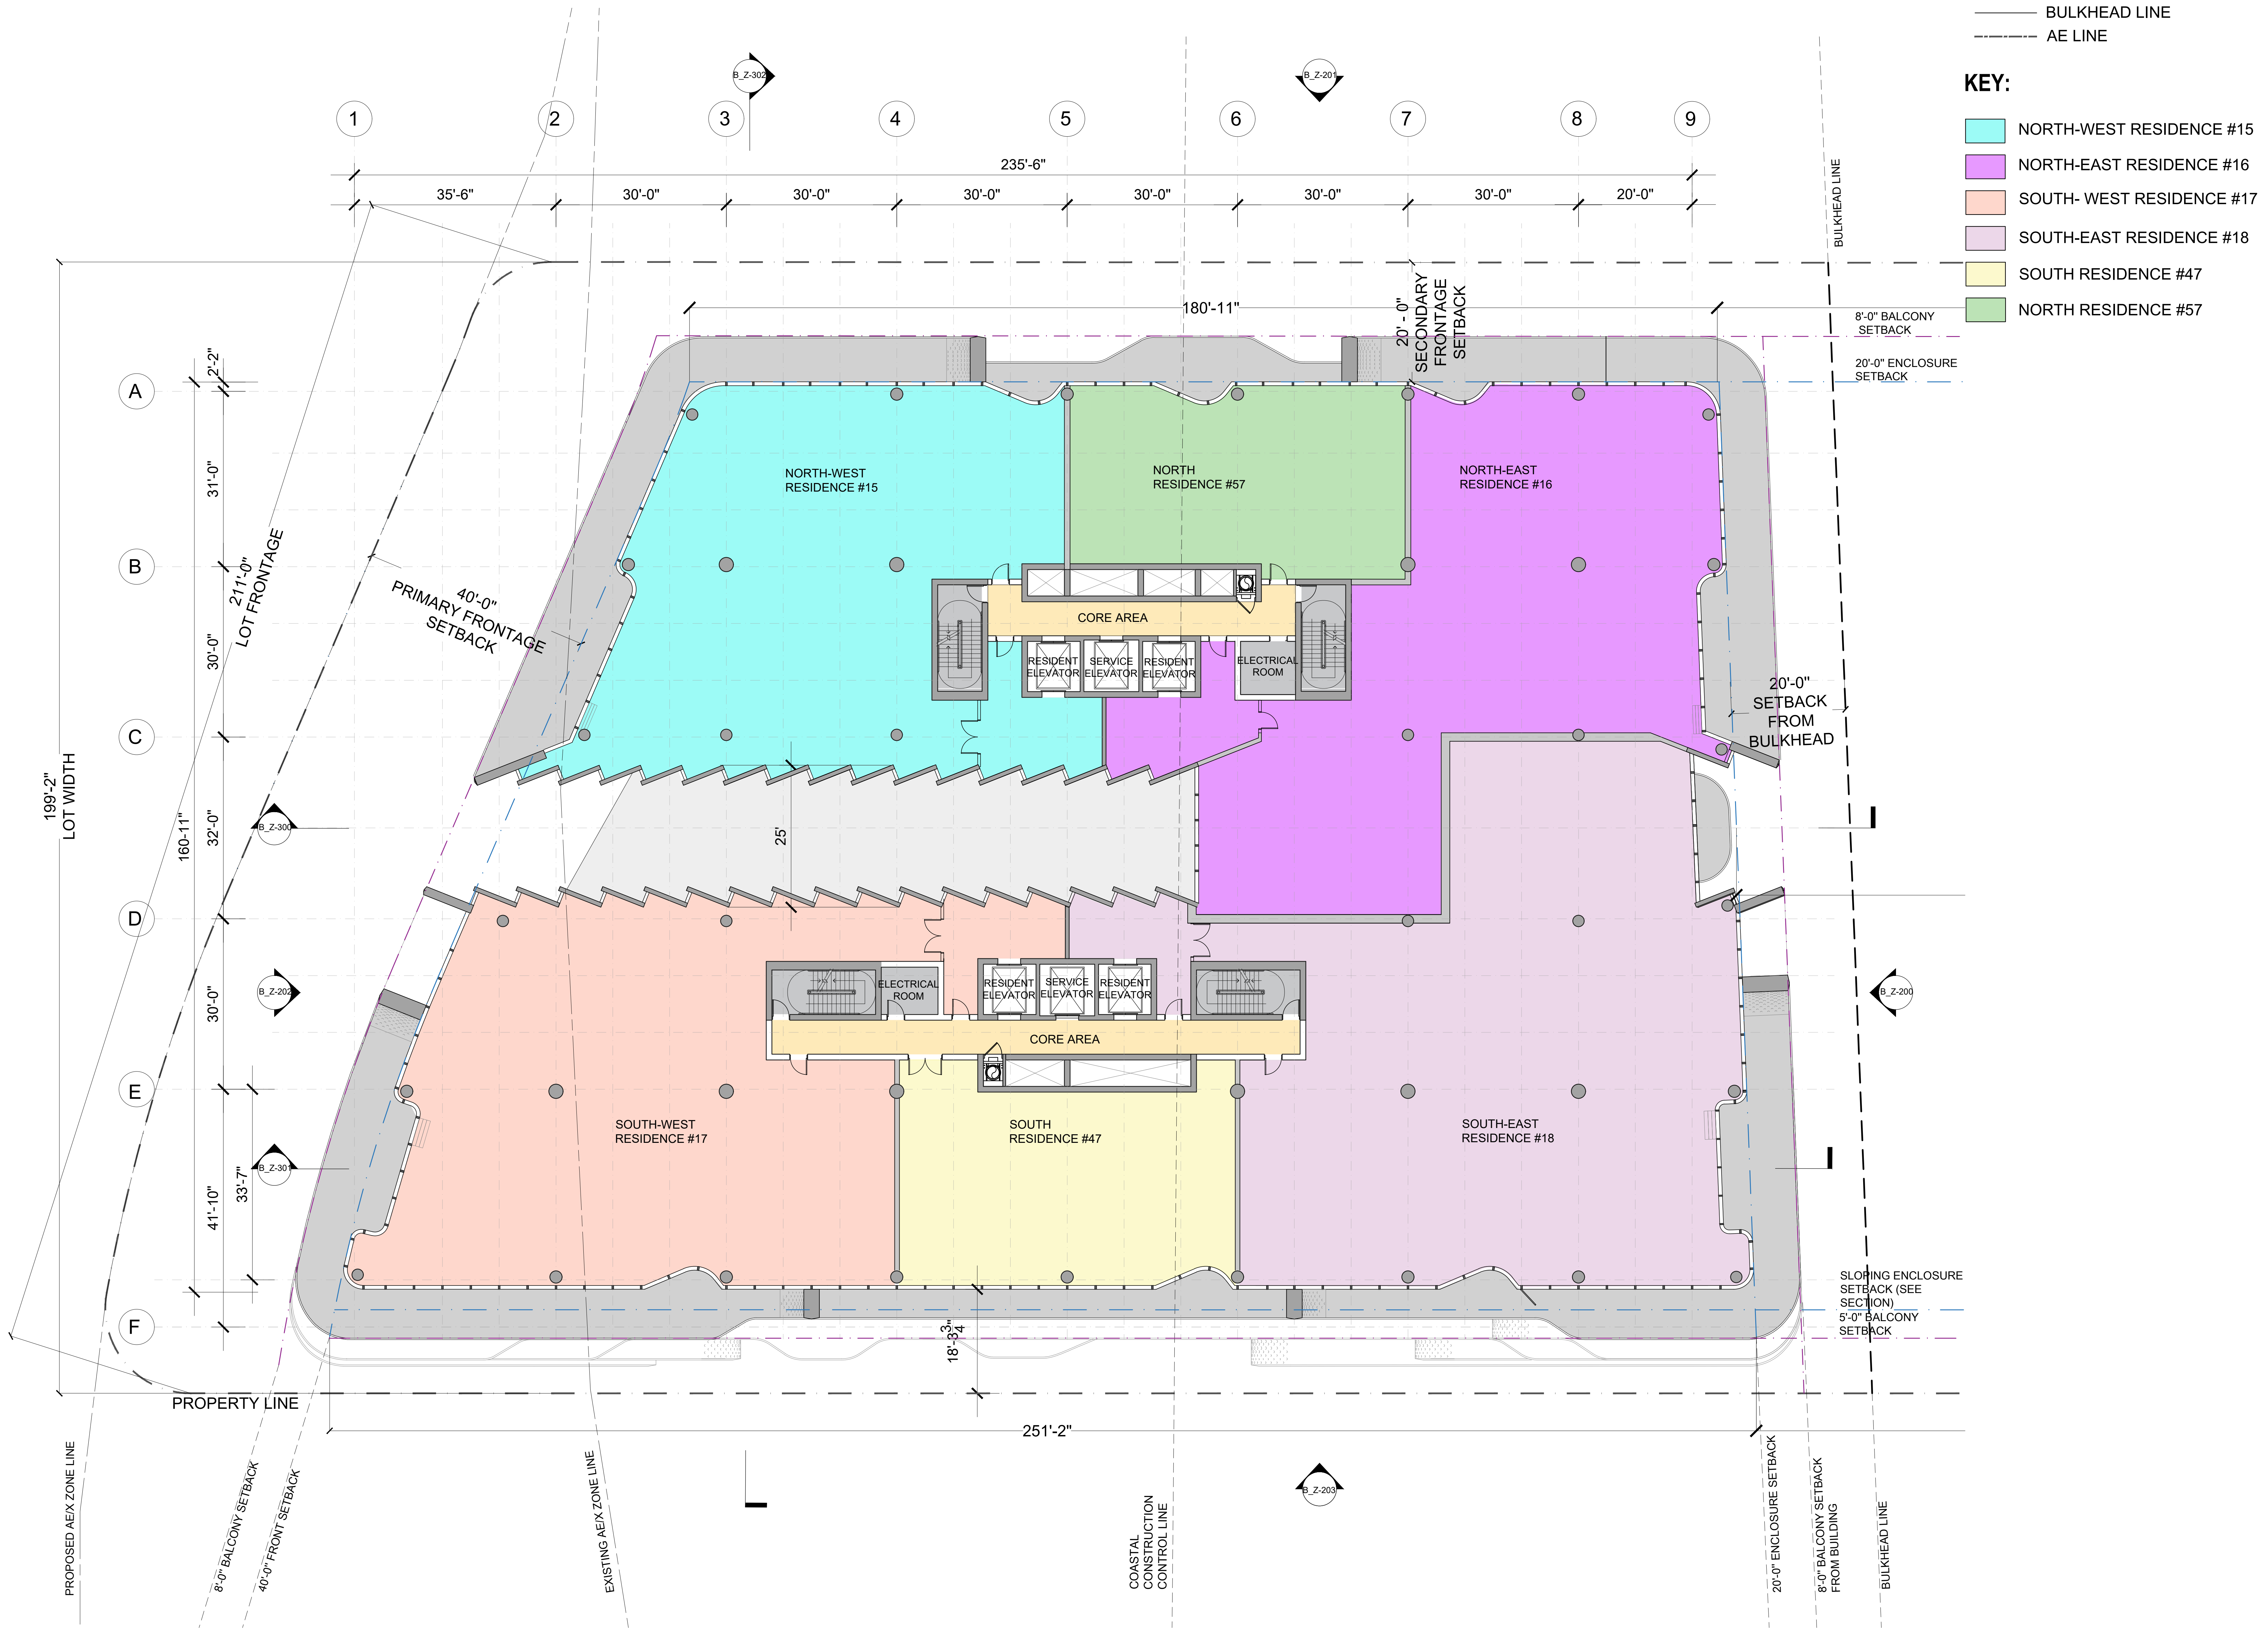 BULKHEAD LINE
AE LINE
KEY:
NORTH-WEST RESIDENCE #15
NORTH-EAST RESIDENCE #16
SOUTH- WEST RESIDENCE #17
SOUTH-EAST RESIDENCE #18
SOUTH RESIDENCE #47
NORTH RESIDENCE #57
B_Z-302
B_Z-201
1
2
3
4
5
6
7
8
9
235'-6"
35'-6"
30'-0"
30'-0"
30'-0"
30'-0"
30'-0"
30'-0"
20'-0"
BULKHEAD LINE
180'-11"
20' - 0"
SECONDARY
FRONTAGE
SETBACK
8'-0" BALCONY
SETBACK
20'-0" ENCLOSURE
SETBACK
A
B
C
D
E
F
2'-2"
31'-0"
30'-0"
32'-0"
30'-0"
41'-10"
33'-7"
160-11"
199'-2"
LOT WIDTH
211'-0"
LOT FRONTAGE
40'-0"
PRIMARY FRONTAGE
SETBACK
NORTH-WEST
RESIDENCE #15
NORTH
RESIDENCE #57
NORTH-EAST
RESIDENCE #16
CORE AREA
RESIDENT
ELEVATOR
SERVICE
ELEVATOR
RESIDENT
ELEVATOR
ELECTRICAL
ROOM
20'-0"
SETBACK
FROM
BULKHEAD
B_Z-300
25'
B_Z-202
B_Z-200
ELECTRICAL
ROOM
RESIDENT
ELEVATOR
SERVICE
ELEVATOR
RESIDENT
ELEVATOR
CORE AREA
SOUTH-WEST
RESIDENCE #17
SOUTH
RESIDENCE #47
SOUTH-EAST
RESIDENCE #18
B_Z-301
SLOPING ENCLOSURE
SETBACK (SEE
SECTION)
5'-0" BALCONY
SETBACK
18'-3 3/4"
PROPERTY LINE
251'-2"
B_Z-203
PROPOSED AE/X ZONE LINE
8'-0" BALCONY SETBACK
40'-0" FRONT SETBACK
EXISTING AE/X ZONE LINE
COASTAL
CONSTRUCTION
CONTROL LINE
20'-0" ENCLOSURE SETBACK
8'-0" BALCONY SETBACK
FROM BUILDING
BULKHEAD LINE